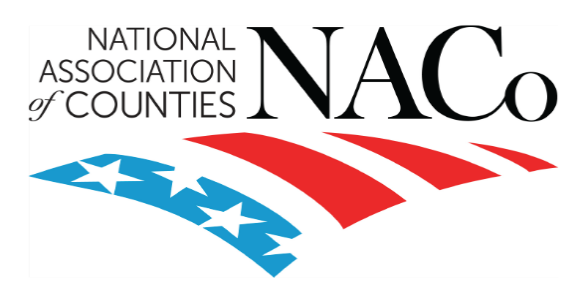 NATIONAL
ASSOCIATION
of COUNTIES
NACo